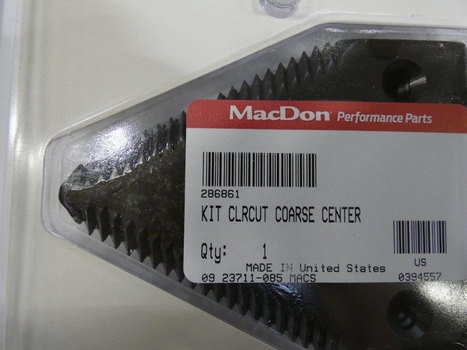 MacDon Performance Parts
286861
KIT CLRCUT COARSE CENTER
Qty: 1
MADE IN United States
09 23711-085 MACS
US
0394557